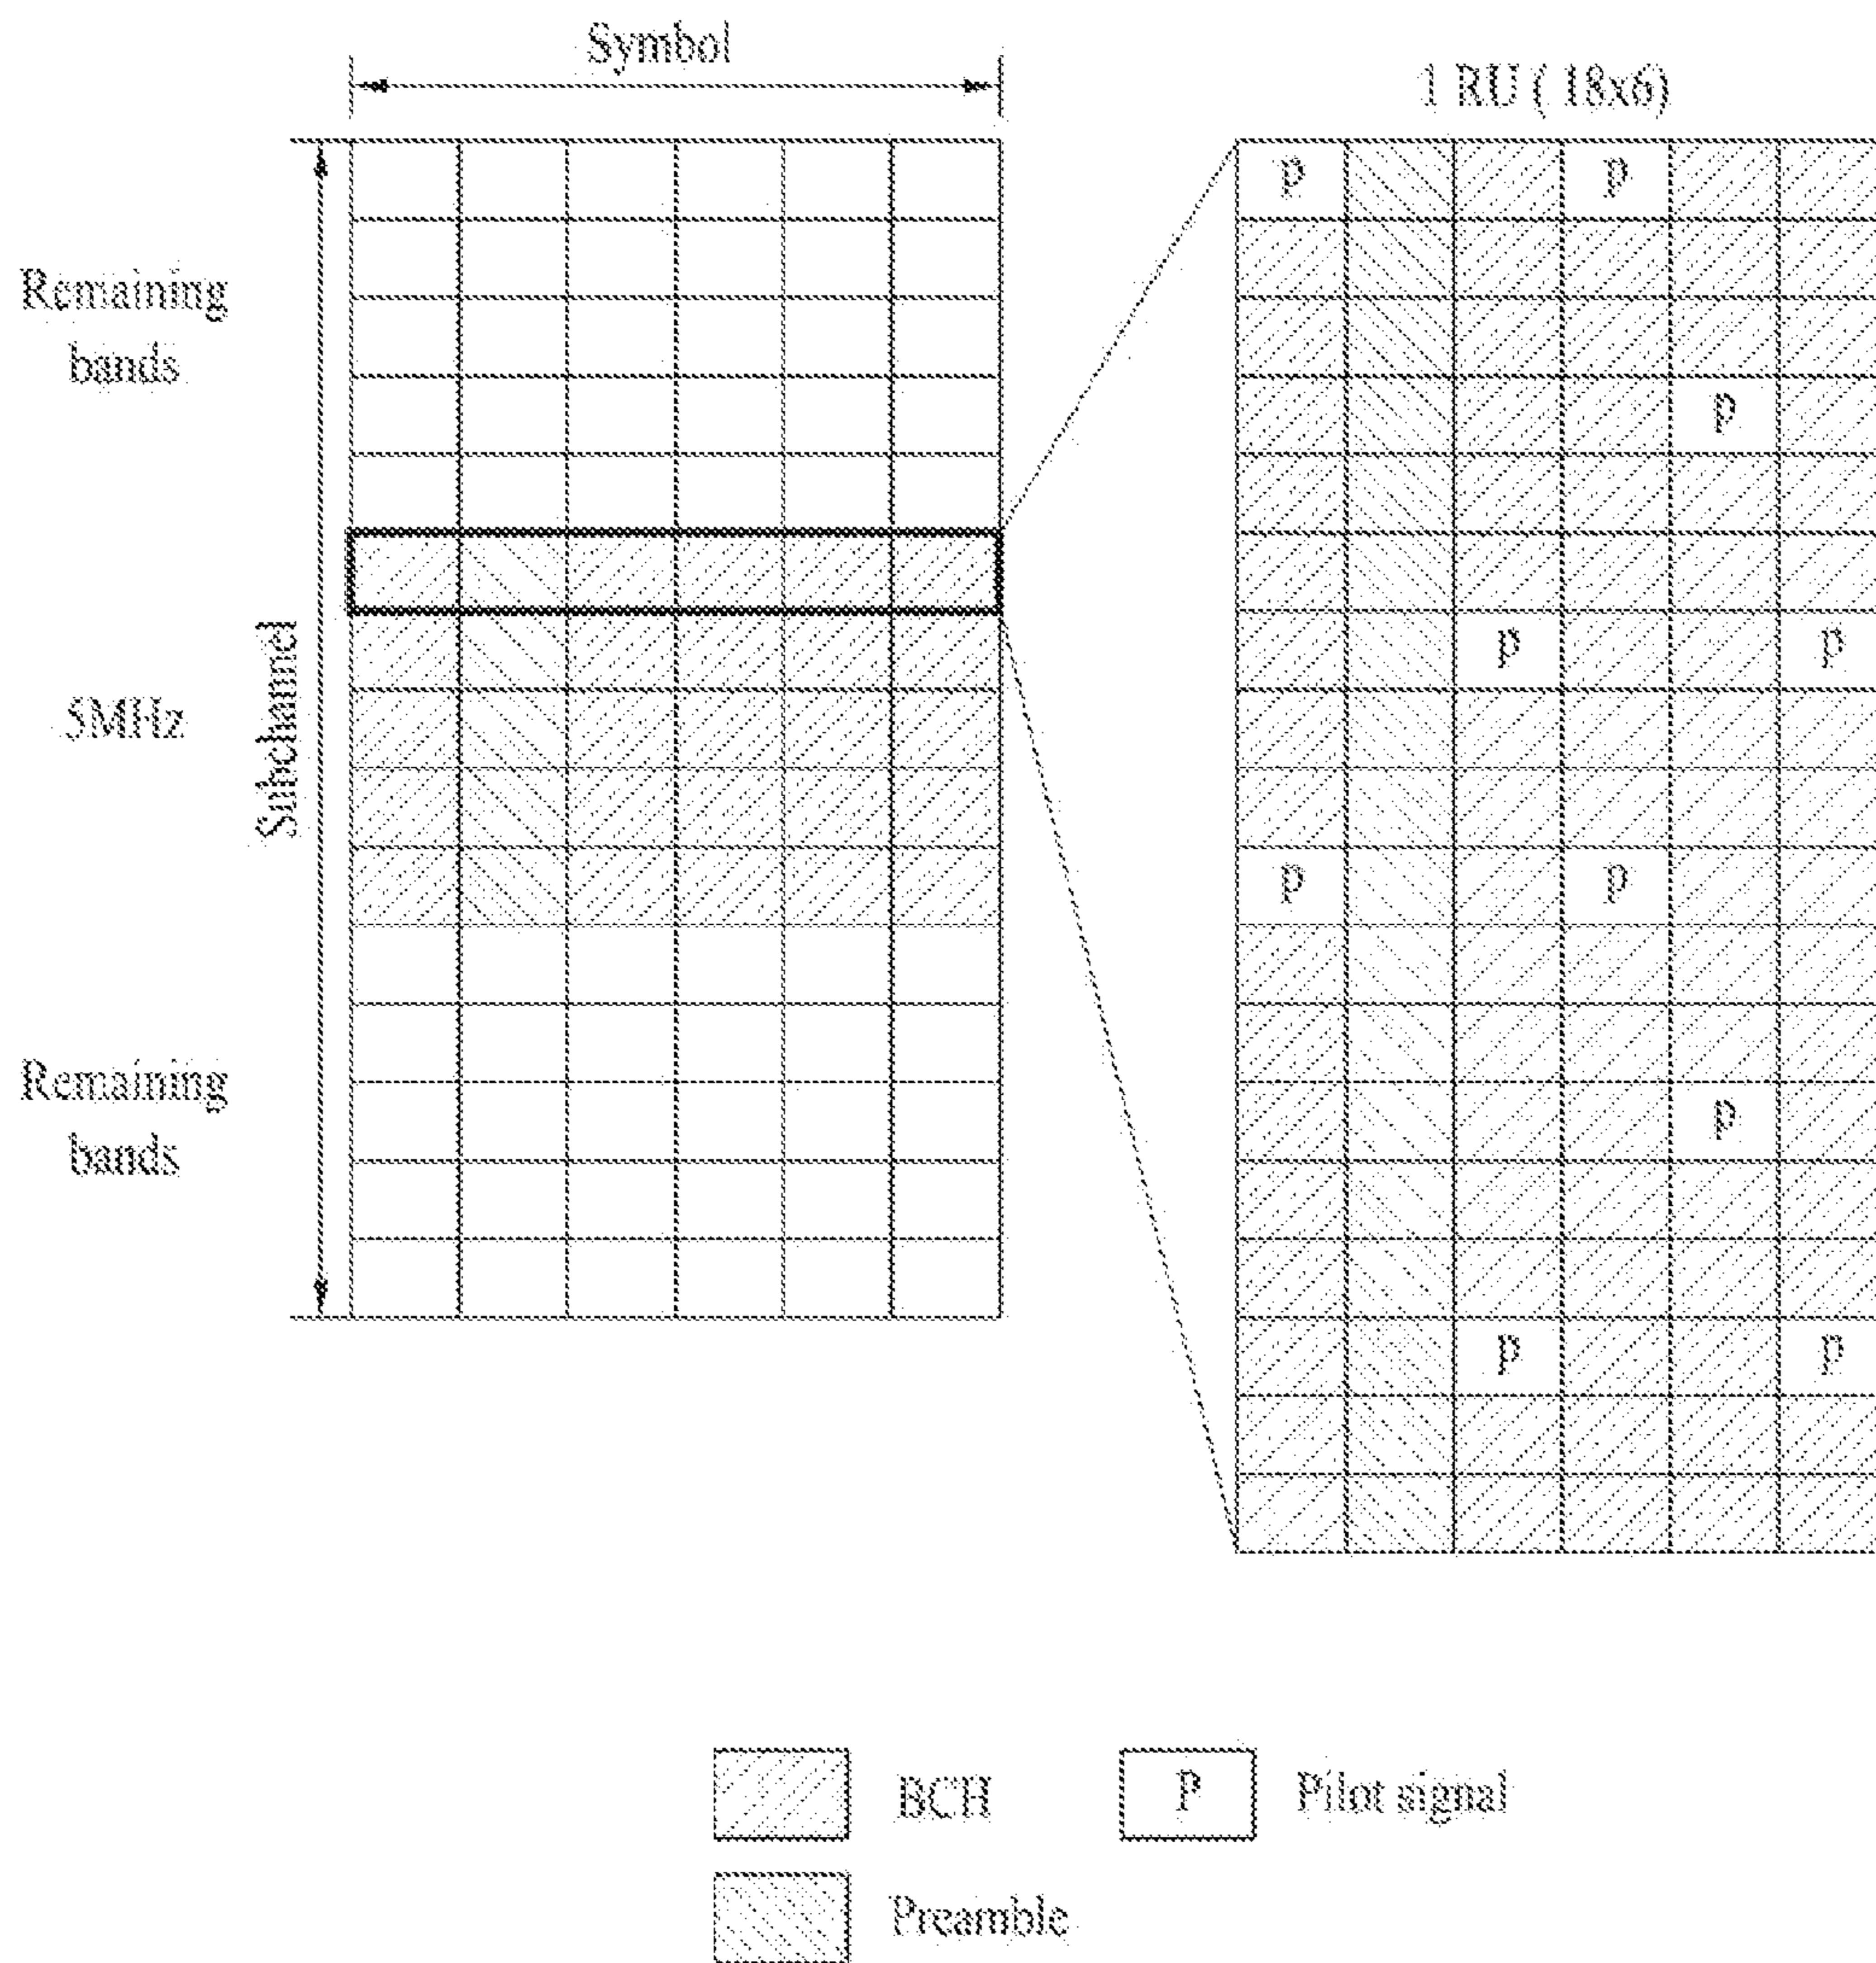 Symbol
1 RU ( 18x6)
p p
Remaining
bands
p
p p
5MHz
Subchannel
p p
Remaining
bands
p
p p
BCH
P
Pilot signal
Preamble